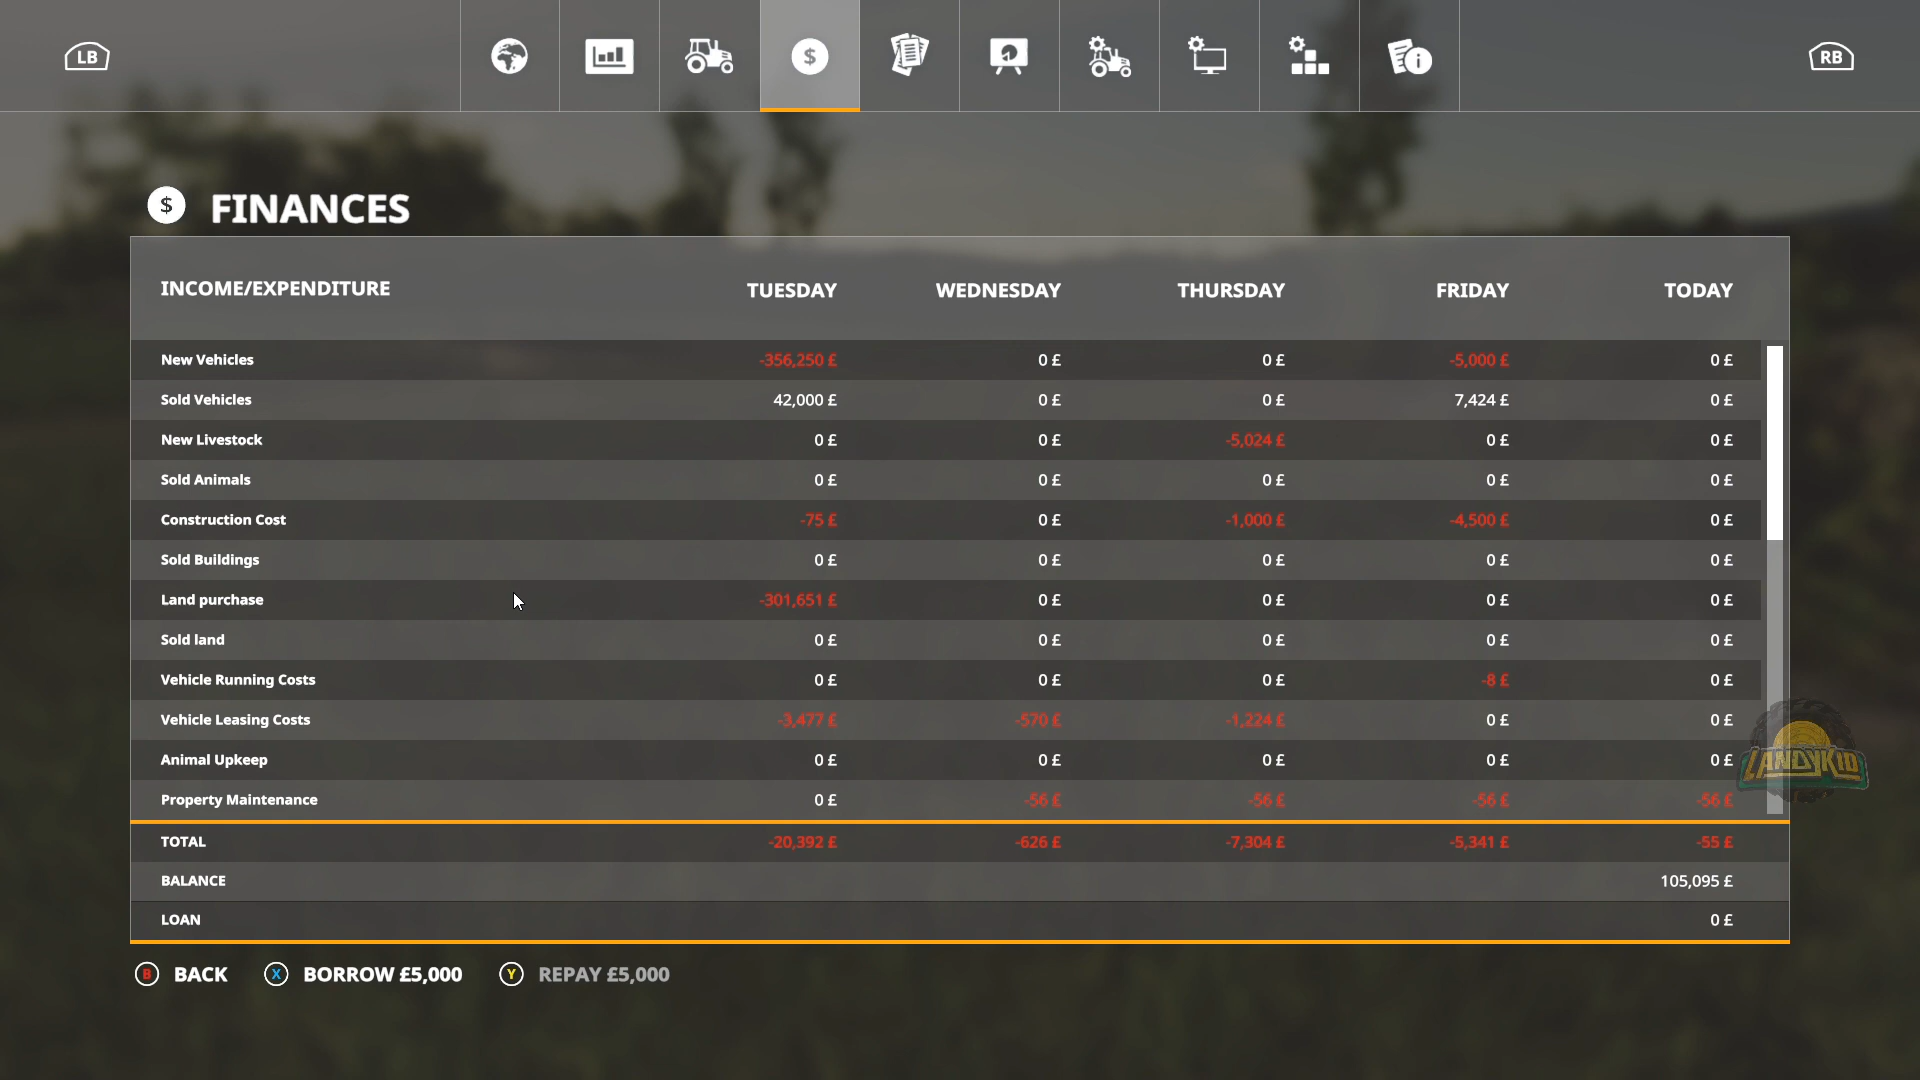 LB
RB
$ FINANCES
INCOME/EXPENDITURE TUESDAY WEDNESDAY THURSDAY FRIDAY TODAY
New Vehicles -356,250 £ 0 £ 0 £ -5,000 £ 0 £
Sold Vehicles 42,000 £ 0 £ 0 £ 7,424 £ 0 £
New Livestock 0 £ 0 £ -5,024 £ 0 £ 0 £
Sold Animals 0 £ 0 £ 0 £ 0 £ 0 £
Construction Cost -75 £ 0 £ -1,000 £ -4,500 £ 0 £
Sold Buildings 0 £ 0 £ 0 £ 0 £ 0 £
Land purchase -301,651 £ 0 £ 0 £ 0 £ 0 £
Sold land 0 £ 0 £ 0 £ 0 £ 0 £
Vehicle Running Costs 0 £ 0 £ 0 £ -8 £ 0 £
Vehicle Leasing Costs -3,477 £ -570 £ -1,224 £ 0 £ 0 £
Animal Upkeep 0 £ 0 £ 0 £ 0 £ 0 £
LANDYKID
Property Maintenance 0 £ -56 £ -56 £ -56 £ -56 £
TOTAL -20,392 £ -626 £ -7,304 £ -5,341 £ -55 £
BALANCE 105,095 £
LOAN 0 £
B BACK X BORROW £5,000 Y REPAY £5,000